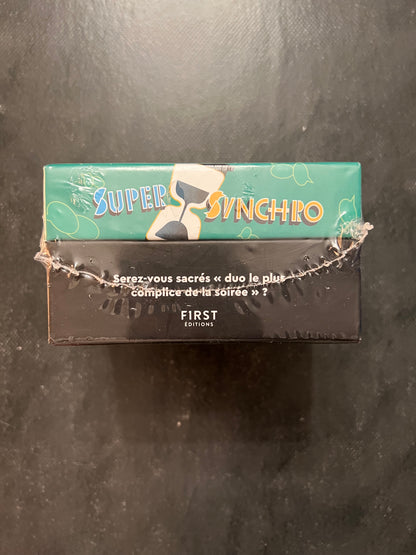 SUPER SYNCHRO
Serez-vous sacrés « duo le plus
complice de la soirée » ?
FIRST
ÉDITIONS